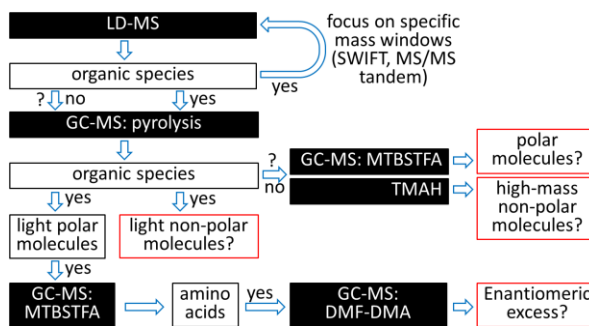 LD-MS
focus on specific
mass windows
(SWIFT, MS/MS
tandem)
organic species
yes
? no yes
GC-MS: pyrolysis
organic species
?
no
GC-MS: MTBSTFA
TMAH
polar
molecules?
high-mass
non-polar
molecules?
yes yes
light polar
molecules
light non-polar
molecules?
yes
GC-MS:
MTBSTFA
amino
acids
yes
GC-MS:
DMF-DMA
Enantiomeric
excess?